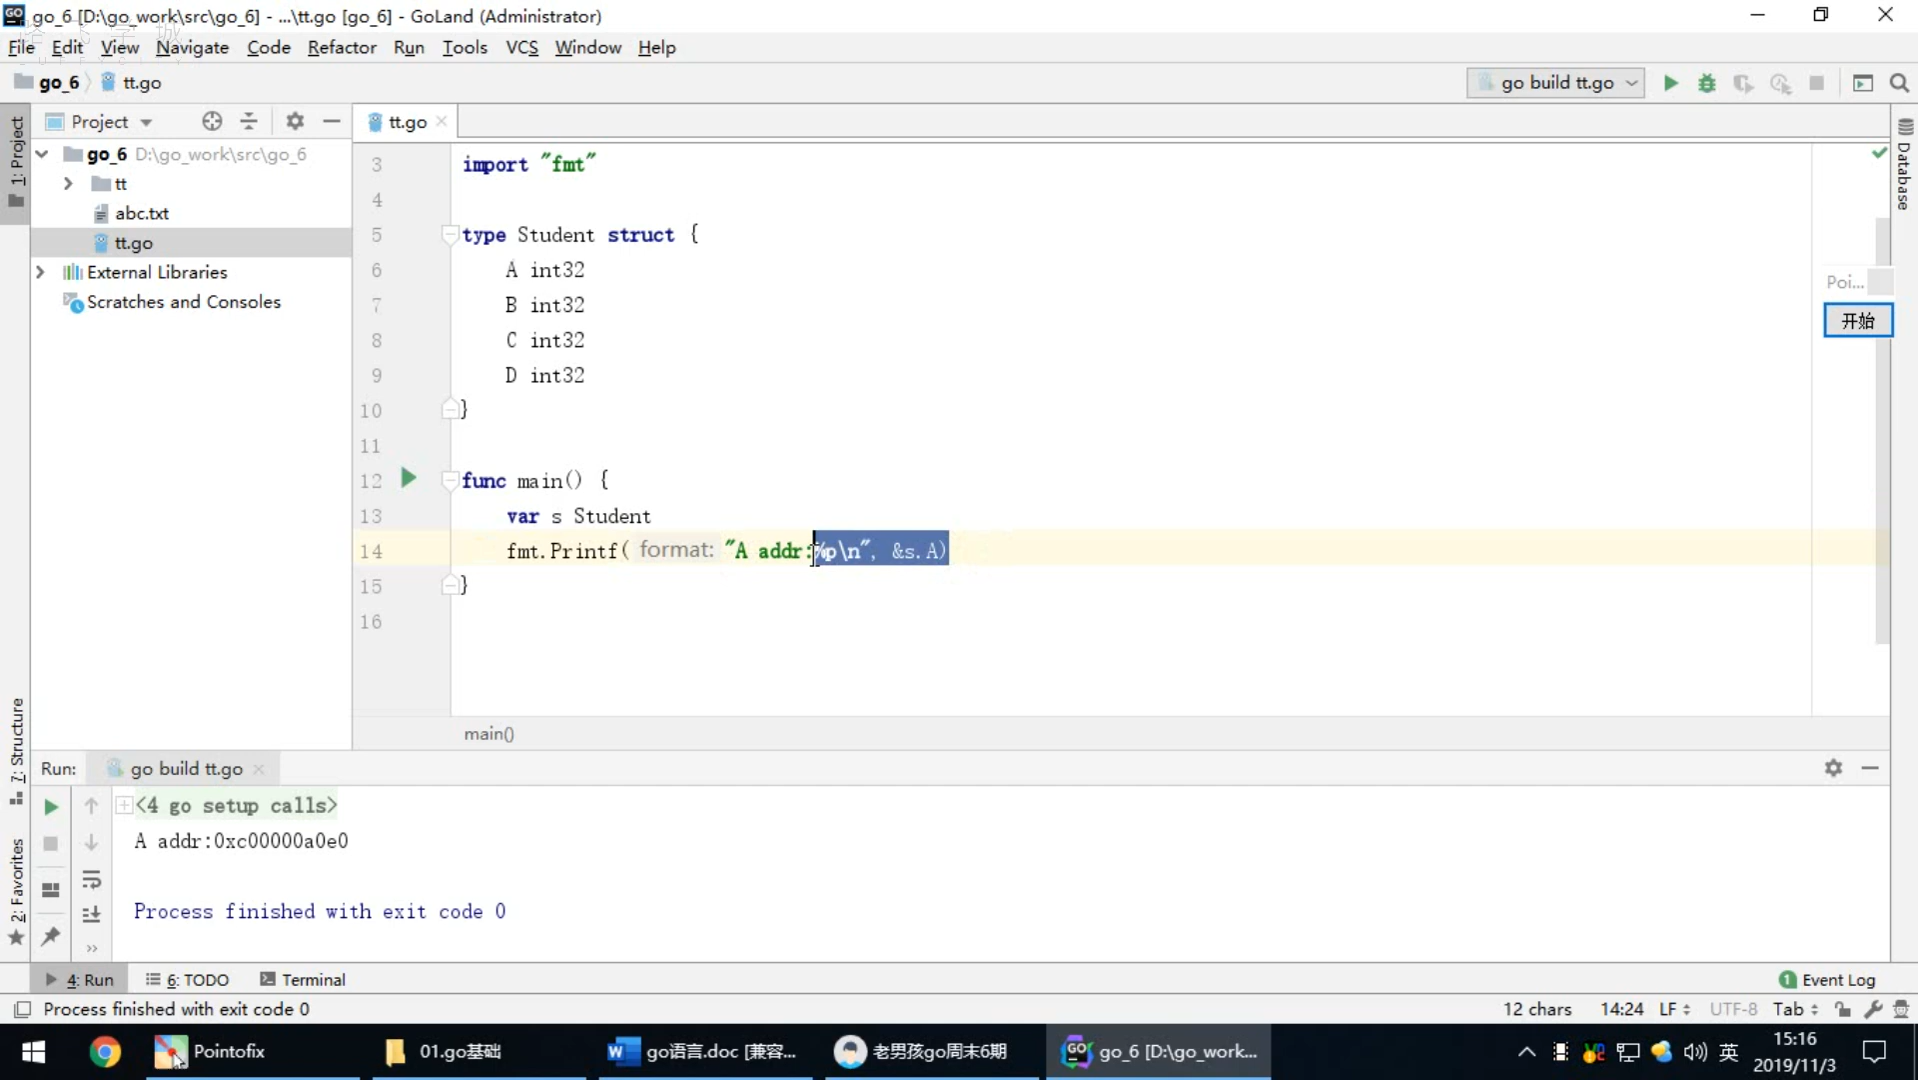 go_6 [D:\go_work\src\go_6] - ...\tt.go [go_6] - GoLand (Administrator)
File Edit View Navigate Code Refactor Run Tools VCS Window Help
go_6 tt.go
go build tt.go
Project
tt.go
1: Project
go_6 D:\go_work\src\go_6
tt
abc.txt
tt.go
External Libraries
Scratches and Consoles
3 import "fmt"
4
5 type Student struct {
6 A int32
7 B int32
8 C int32
9 D int32
10 }
11
12 func main() {
13 var s Student
14 fmt.Printf( format: "A addr:%p\n", &s.A)
15 }
16
main()
Database
Poi...
开始
7: Structure
2: Favorites
Run: go build tt.go
<4 go setup calls>
A addr:0xc00000a0e0
Process finished with exit code 0
4: Run 6: TODO Terminal
1 Event Log
Process finished with exit code 0
12 chars 14:24 LF UTF-8 Tab
Pointofix
01.go基础
go语言.doc [兼容...
老男孩go周末6期
go_6 [D:\go_work...
英
15:16
2019/11/3